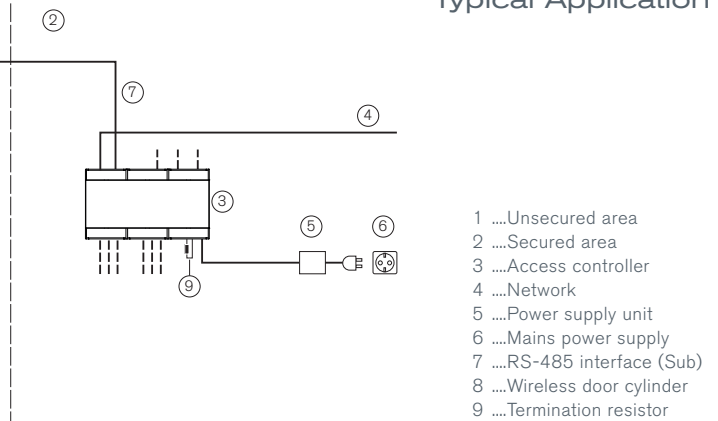 Typical Application
2
7
4
3
5
6
9
1 ....Unsecured area
2 ....Secured area
3 ....Access controller
4 ....Network
5 ....Power supply unit
6 ....Mains power supply
7 ....RS-485 interface (Sub)
8 ....Wireless door cylinder
9 ....Termination resistor